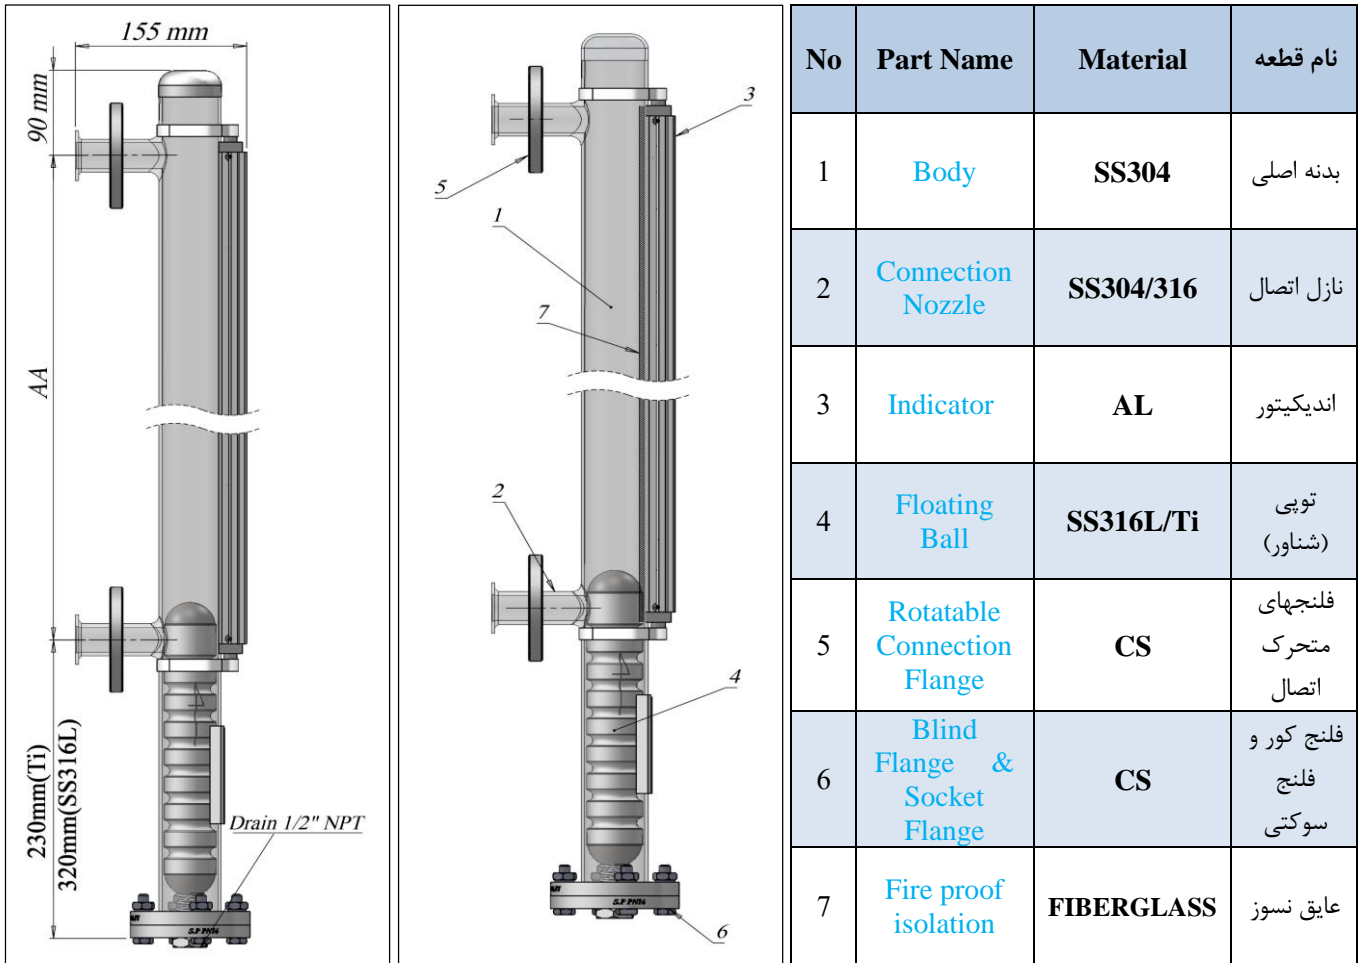 155 mm
90 mm
AA
230mm(Ti)
320mm(SS316L)
Drain 1/2" NPT
S.P PN16
3
5
1
7
2
4
S.P PN16
6
No Part Name Material نام قطعه
1 Body SS304 بدنه اصلی
2 Connection
Nozzle SS304/316 نازل اتصال
3 Indicator AL اندیکیتور
4 Floating
Ball SS316L/Ti توپی
(شناور)
5 Rotatable
Connection
Flange CS فلنجهای
متحرک
اتصال
6 Blind
Flange &
Socket
Flange CS فلنج کور و
فلنج
سوکتی
7 Fire proof
isolation FIBERGLASS عایق نسوز